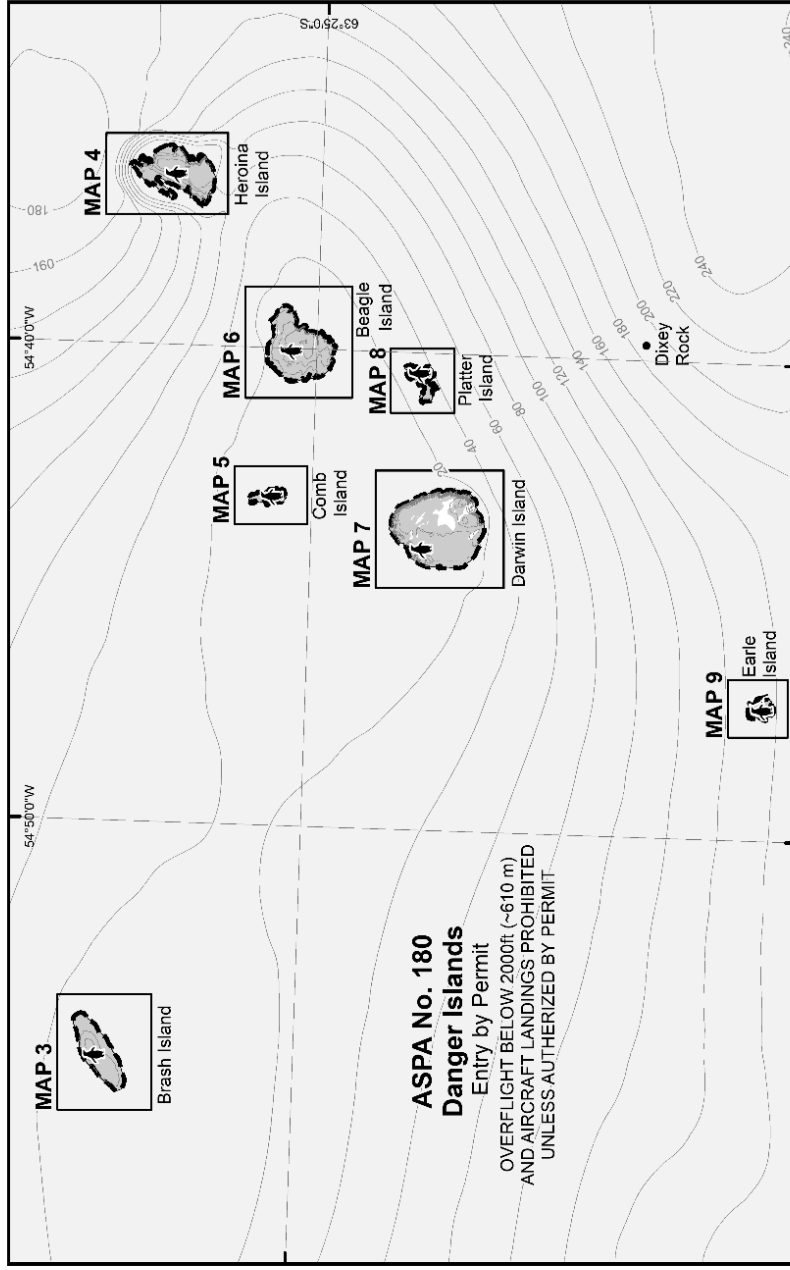 54°50'0"W
54°40'0"W
MAP 3
Brash Island
MAP 4
Heroina
Island
180
160
63°25'0"S
MAP 5
Comb
Island
MAP 6
Beagle
Island
MAP 7
Darwin Island
MAP 8
Platter
Island
ASPA No. 180
Danger Islands
Entry by Permit
OVERFLIGHT BELOW 2000ft (~610 m)
AND AIRCRAFT LANDINGS PROHIBITED
UNLESS AUTHERIZED BY PERMIT
20
40
60
80
100
120
140
160
180
200
220
240
Dixey
Rock
MAP 9
Earle
Island
240